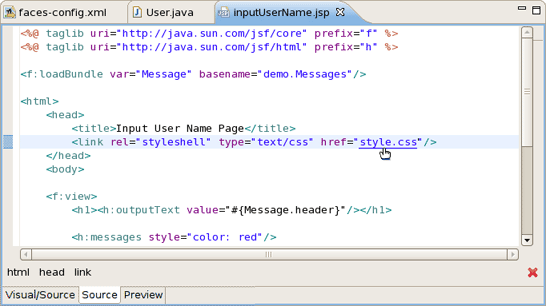 faces-config.xml User.java inputUserName.jsp
<%@ taglib uri="http://java.sun.com/jsf/core" prefix="f" %>
<%@ taglib uri="http://java.sun.com/jsf/html" prefix="h" %>
<f:loadBundle var="Message" basename="demo.Messages"/>
<html>
<head>
<title>Input User Name Page</title>
<link rel="styleshell" type="text/css" href="style.css"/>
</head>
<body>
<f:view>
<h1><h:outputText value="#{Message.header}"/></h1>
<h:messages style="color: red"/>
html head link
Visual/Source Source Preview